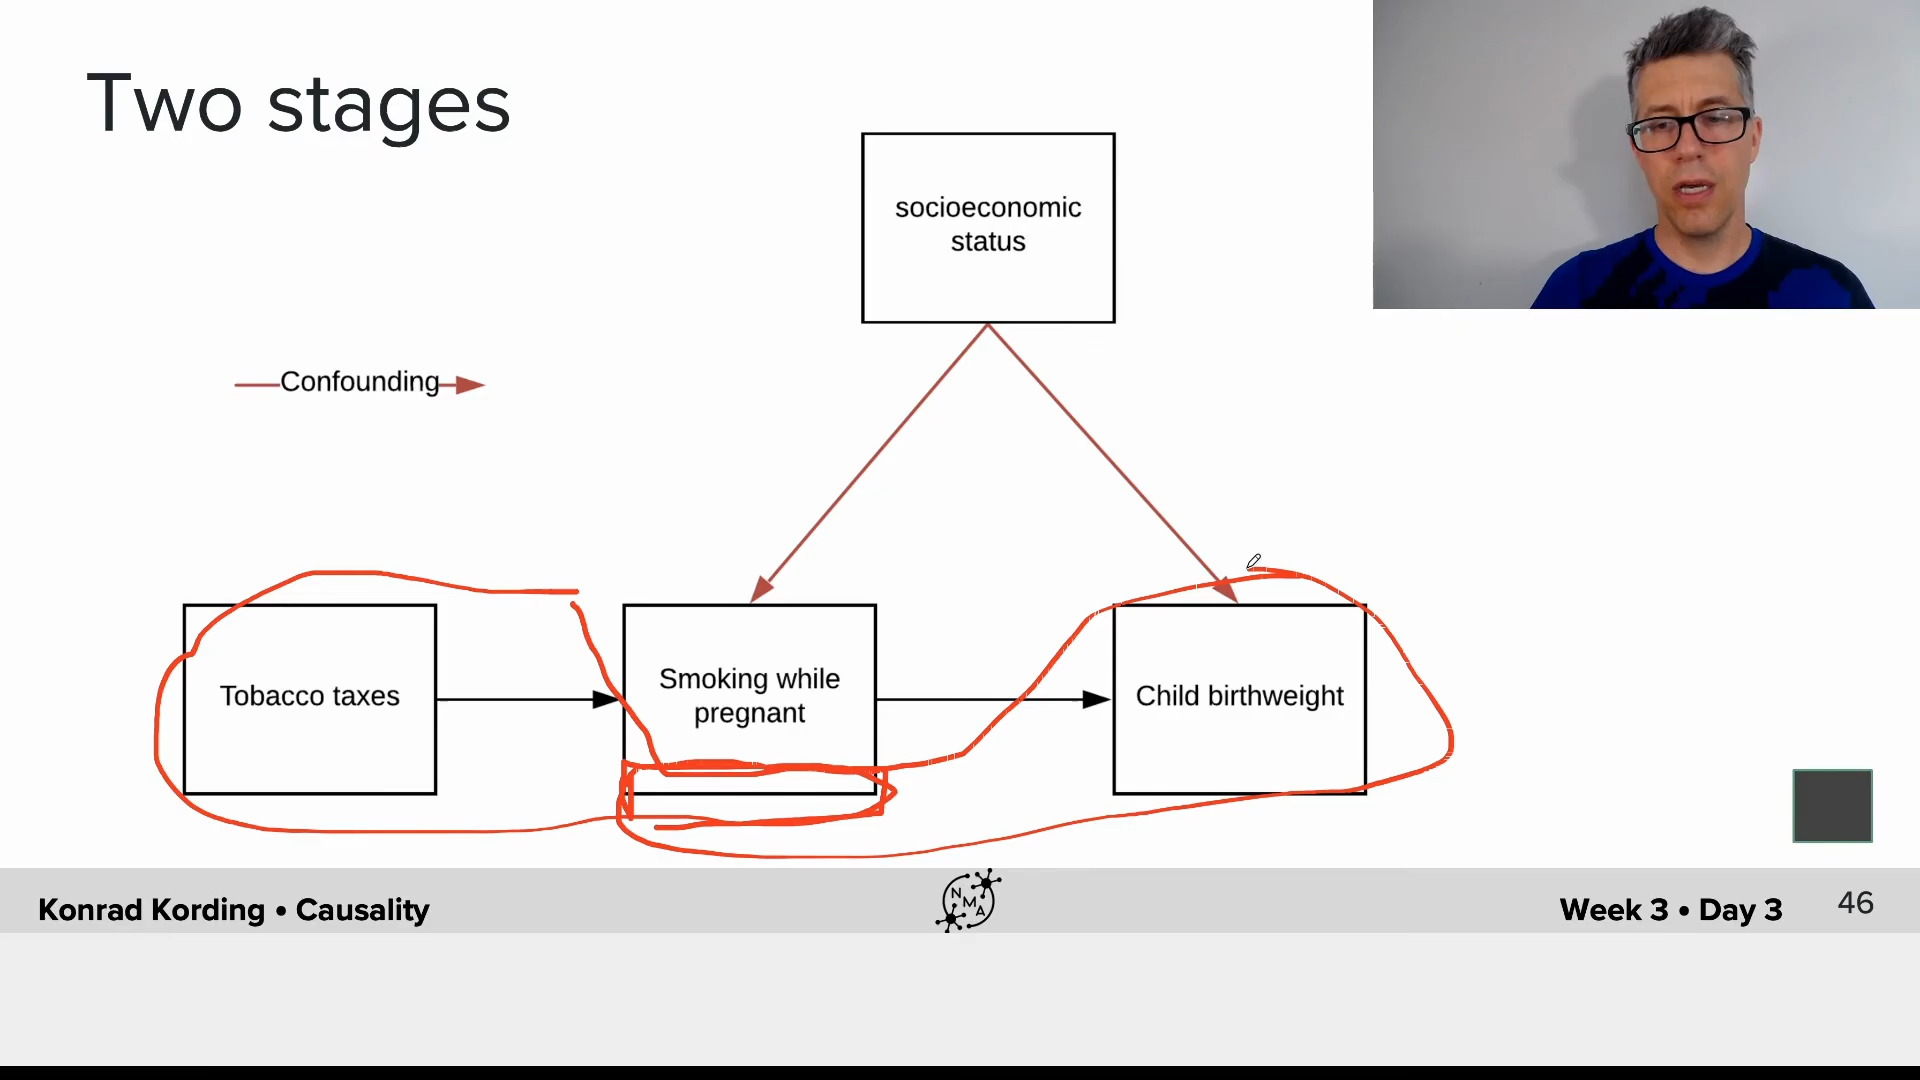 Two stages
socioeconomic
status
Confounding
Tobacco taxes
Smoking while
pregnant
Child birthweight
Konrad Kording • Causality
N
M
A
Week 3 • Day 3
46